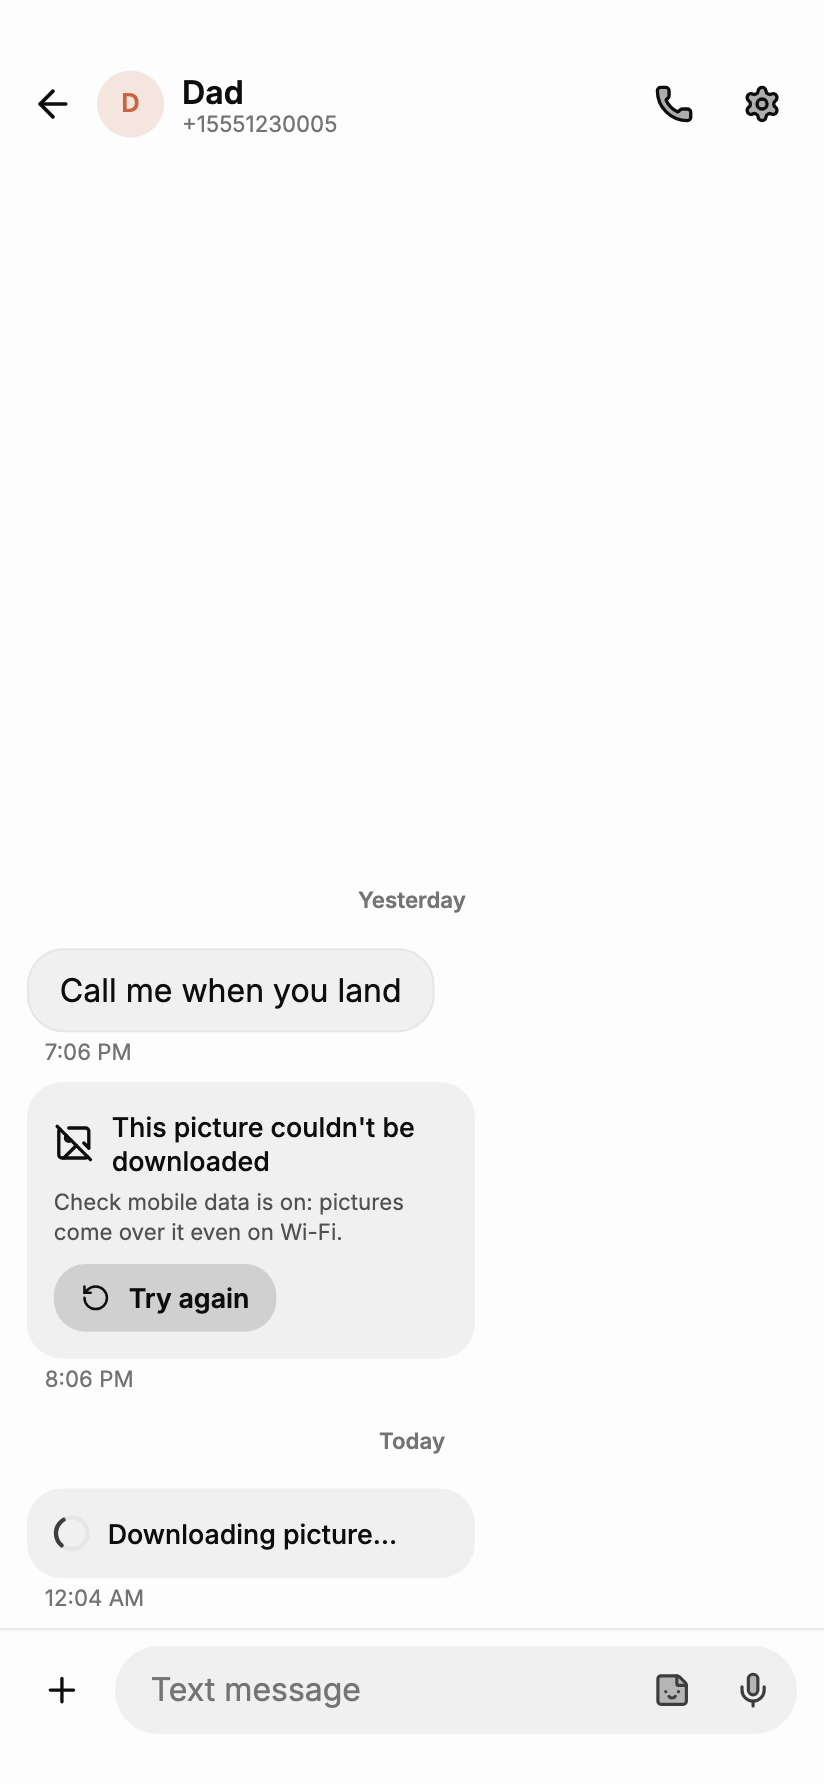 D
Dad
+15551230005
Yesterday
Call me when you land
7:06 PM
This picture couldn't be
downloaded
Check mobile data is on: pictures
come over it even on Wi-Fi.
Try again
8:06 PM
Today
Downloading picture...
12:04 AM
Text message